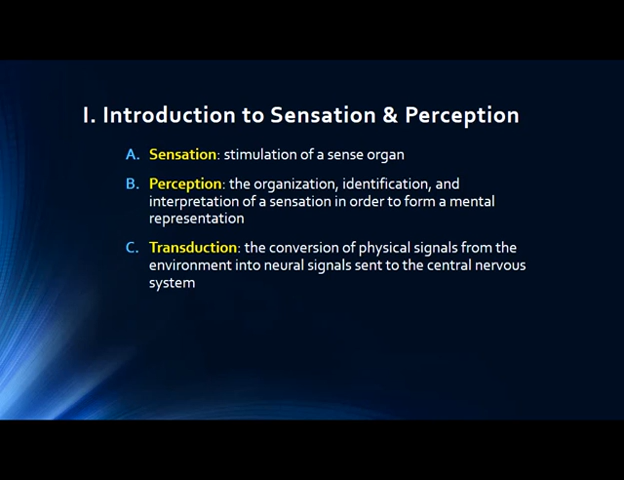 I. Introduction to Sensation & Perception
A. Sensation: stimulation of a sense organ
B. Perception: the organization, identification, and
interpretation of a sensation in order to form a mental
representation
C. Transduction: the conversion of physical signals from the
environment into neural signals sent to the central nervous
system